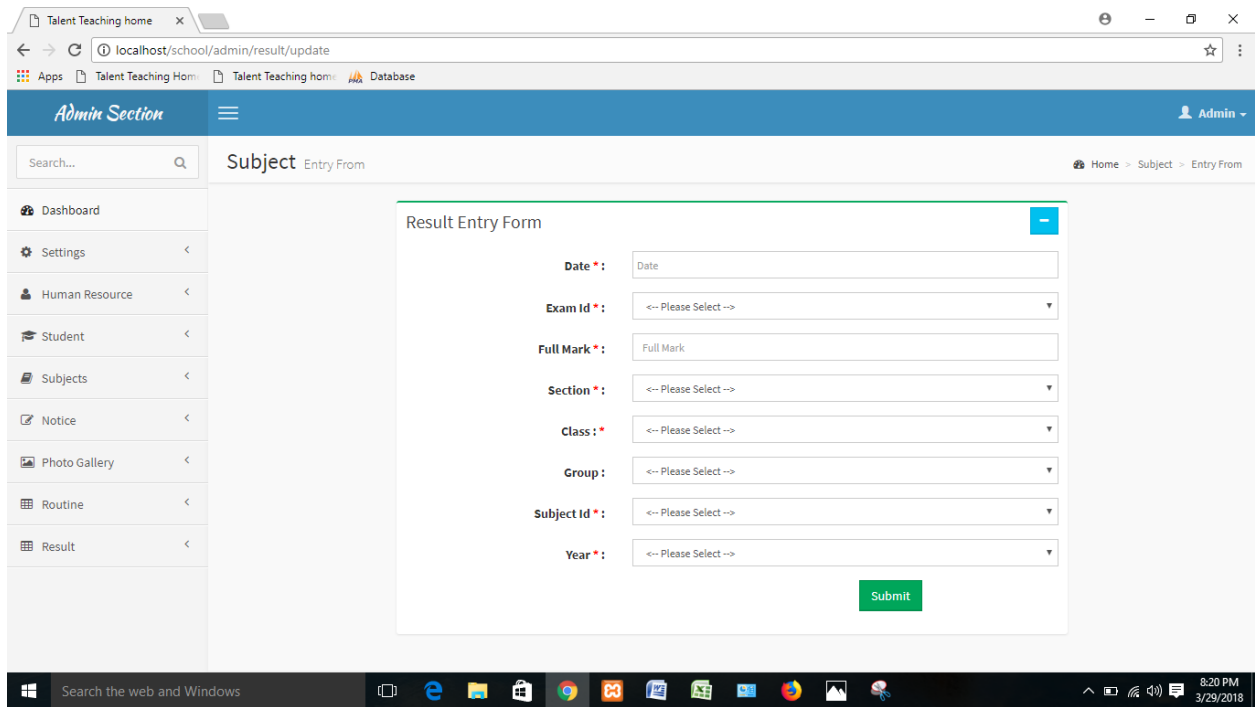 Talent Teaching home
localhost/school/admin/result/update
Apps Talent Teaching Home Talent Teaching home Database
Admin Section Admin
Search...
Subject Entry From Home > Subject > Entry From
Dashboard
Settings
Human Resource
Student
Subjects
Notice
Photo Gallery
Routine
Result
Result Entry Form
Date * : Date
Exam Id * : <-- Please Select -->
Full Mark * : Full Mark
Section * : <-- Please Select -->
Class : * <-- Please Select -->
Group : <-- Please Select -->
Subject Id * : <-- Please Select -->
Year * : <-- Please Select -->
Submit
Search the web and Windows
8:20 PM
3/29/2018